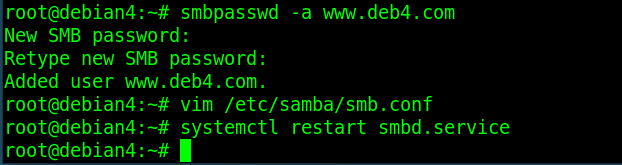 root@debian4:~# smbpasswd -a www.deb4.com
New SMB password:
Retype new SMB password:
Added user www.deb4.com.
root@debian4:~# vim /etc/samba/smb.conf
root@debian4:~# systemctl restart smbd.service
root@debian4:~#